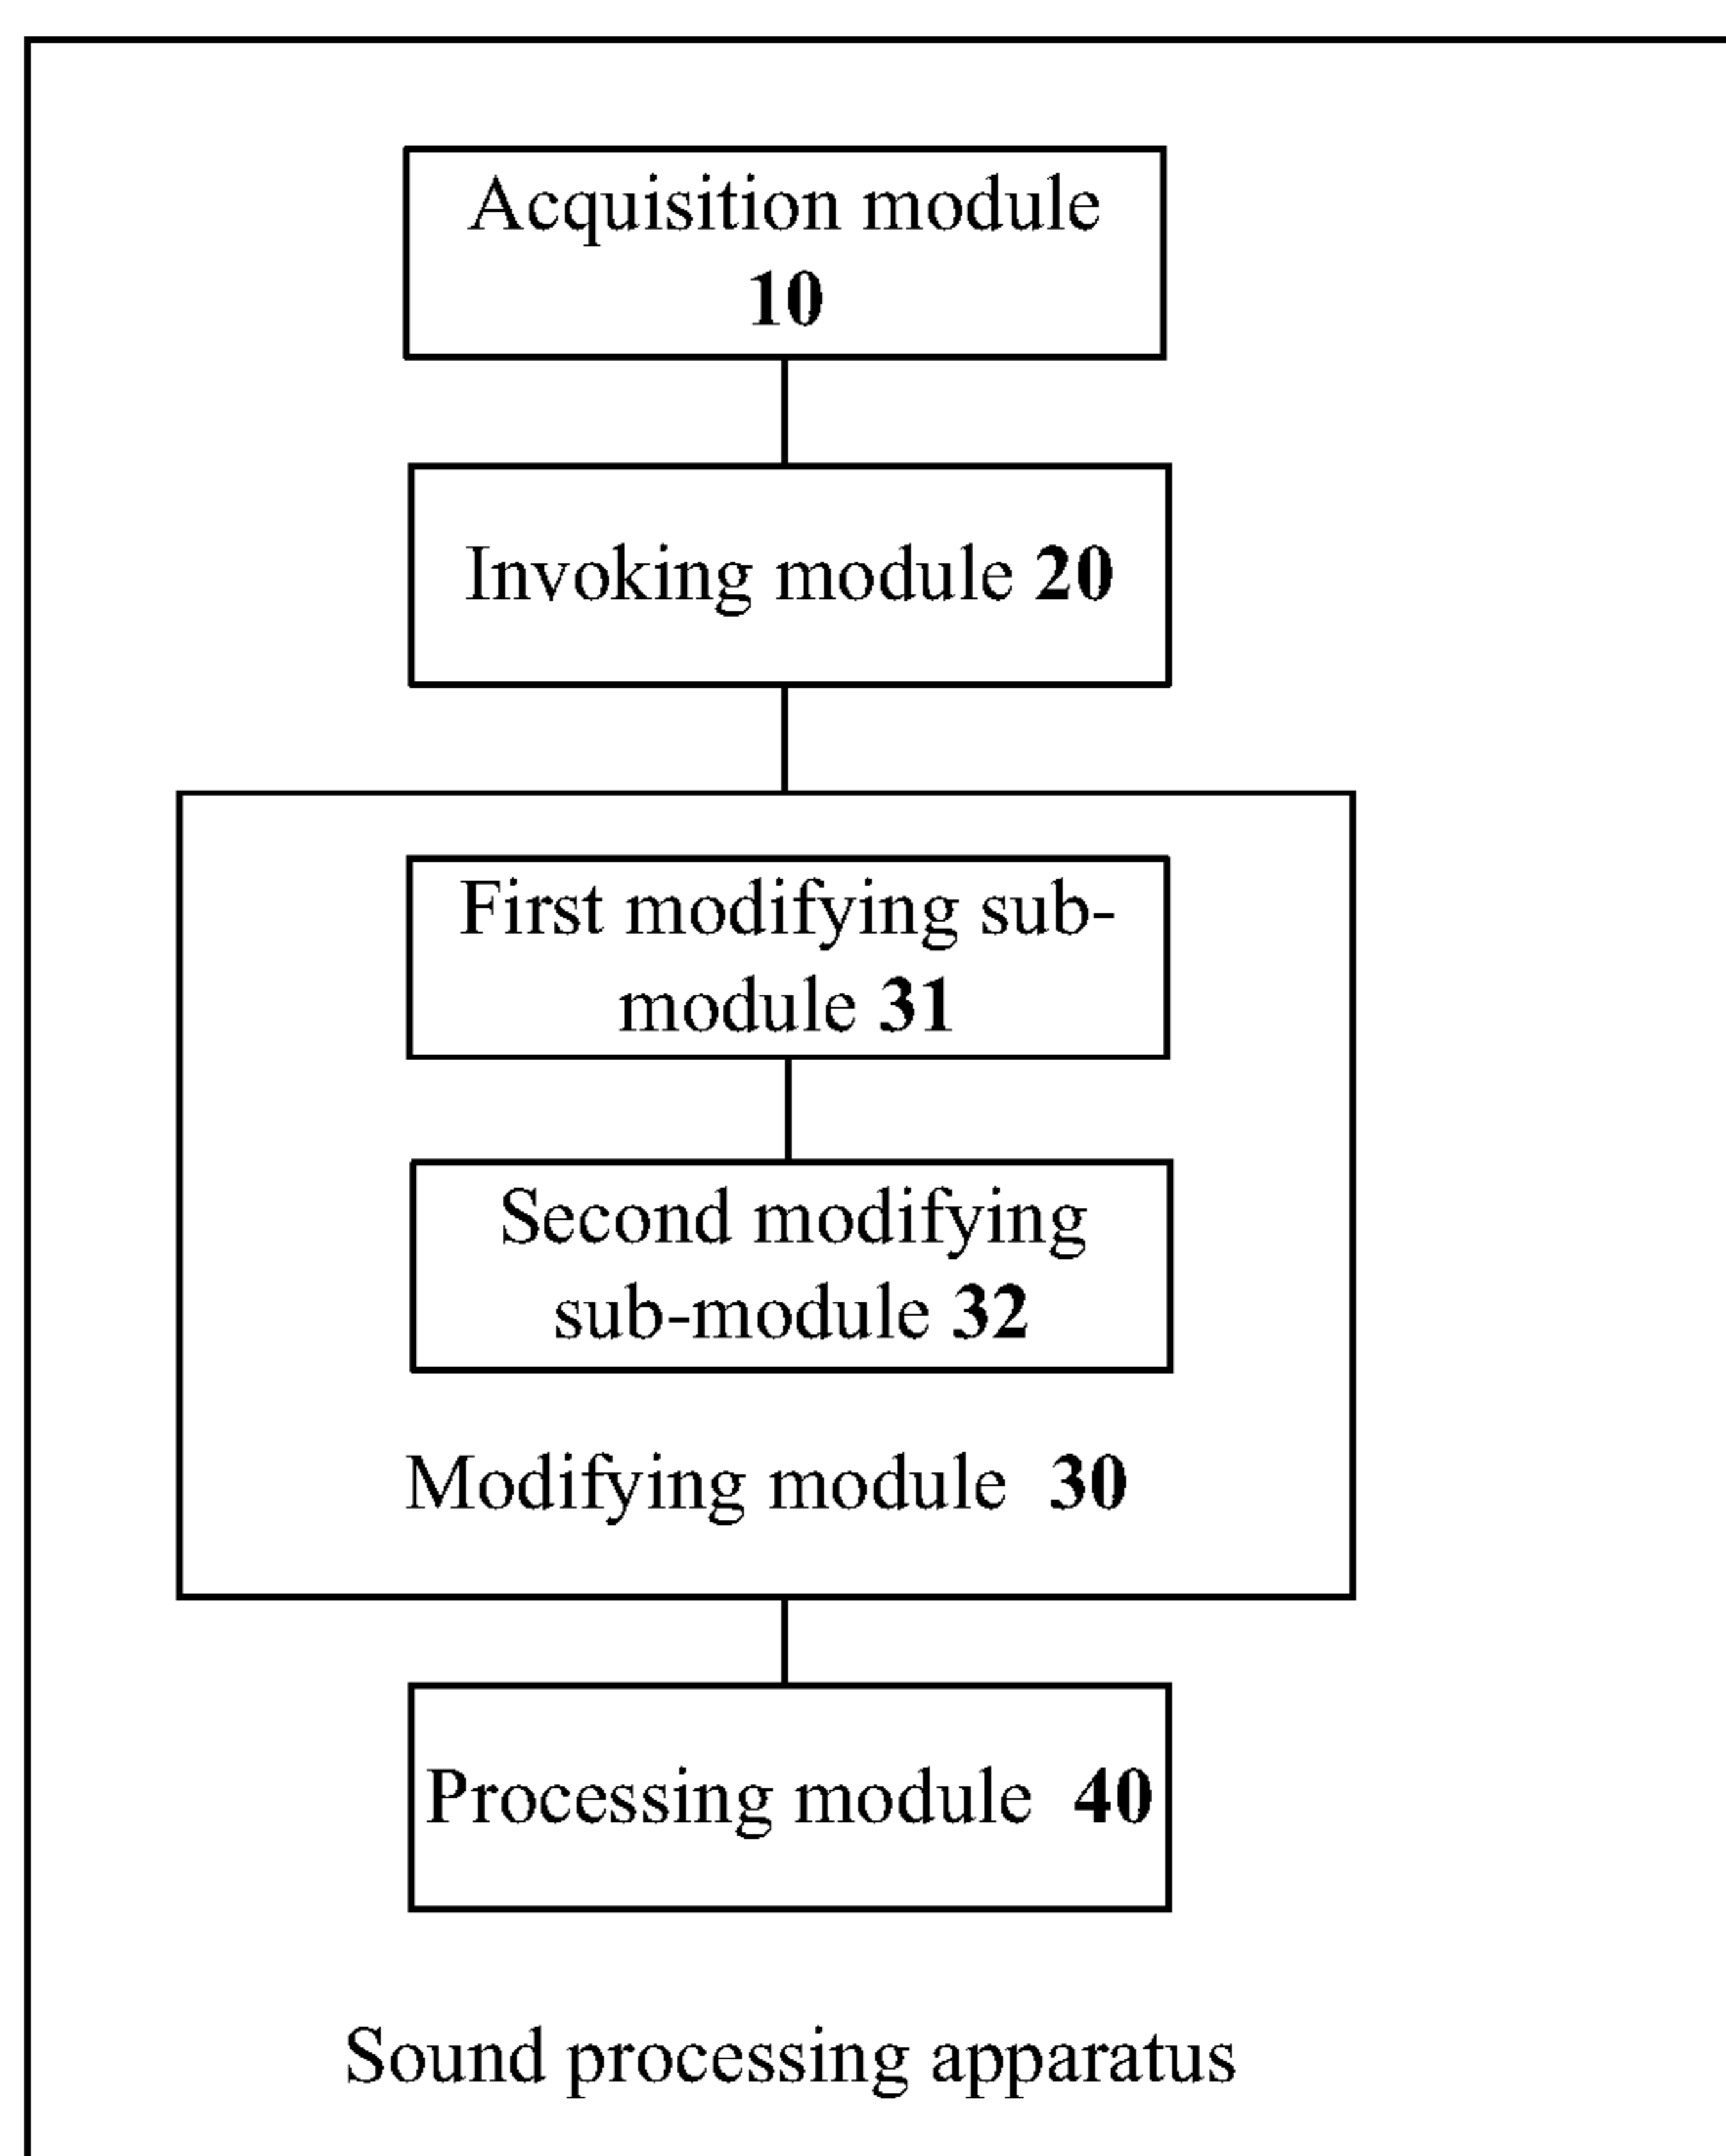 Acquisition module
10
Invoking module 20
First modifying sub-
module 31
Second modifying
sub-module 32
Modifying module 30
Processing module 40
Sound processing apparatus